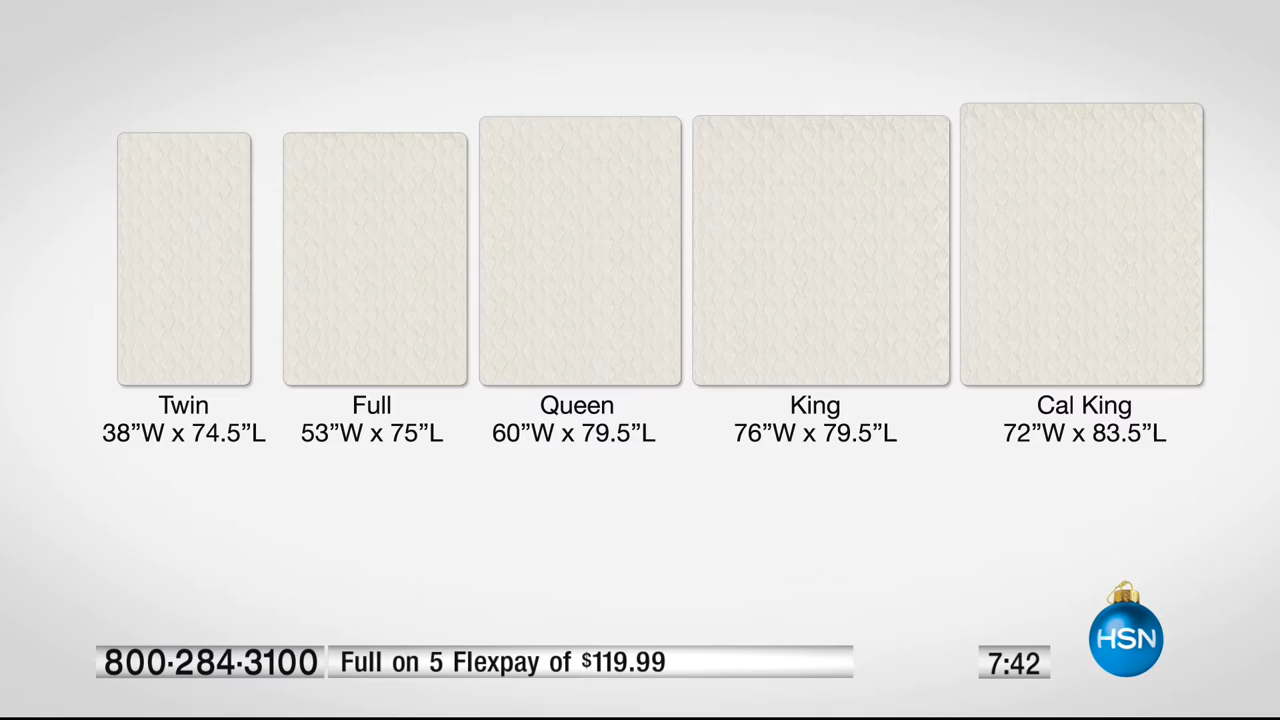 Twin
38”W x 74.5”L
Full
53”W x 75”L
Queen
60”W x 79.5”L
King
76”W x 79.5”L
Cal King
72”W x 83.5”L
800·284·3100
Full on 5 Flexpay of $119.99
7:42
HSN